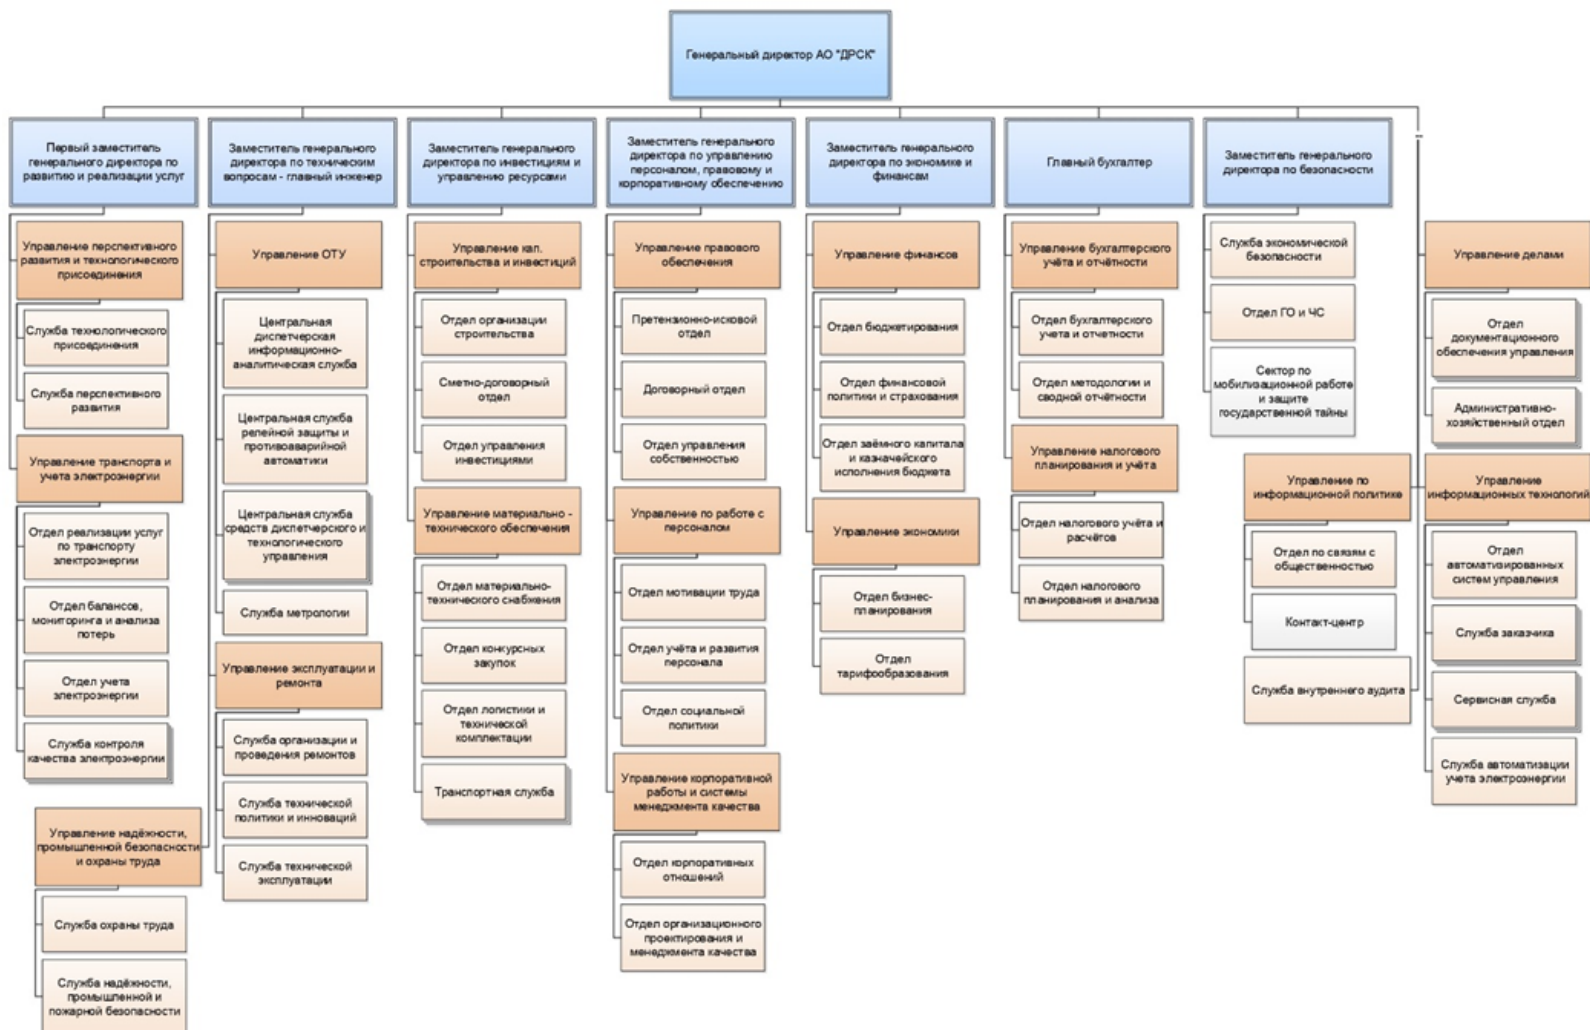 Генеральный директор АО "ДРСК"
Первый заместитель
генерального директора по
развитию и реализации услуг
Управление перспективного
развития и технологического
присоединения
Служба технологического
присоединения
Служба перспективного
развития
Управление транспорта и
учета электроэнергии
Отдел реализации услуг
по транспорту
электроэнергии
Отдел балансов,
мониторинга и анализа
потерь
Отдел учета
электроэнергии
Служба контроля
качества электроэнергии
Заместитель генерального
директора по техническим
вопросам - главный инженер
Управление ОТУ
Центральная
диспетчерская
информационно-
аналитическая служба
Центральная служба
релейной защиты и
противоаварийной
автоматики
Центральная служба
средств диспетчерского и
технологического
управления
Служба метрологии
Управление эксплуатации и
ремонта
Служба организации и
проведения ремонтов
Служба технической
политики и инноваций
Служба технической
эксплуатации
Управление надёжности,
промышленной безопасности
и охраны труда
Служба охраны труда
Служба надёжности,
промышленной и
пожарной безопасности
Заместитель генерального
директора по инвестициям и
управлению ресурсами
Управление кап.
строительства и инвестиций
Отдел организации
строительства
Сметно-договорный
отдел
Отдел управления
инвестициями
Управление материально -
технического обеспечения
Отдел материально-
технического снабжения
Отдел конкурсных
закупок
Отдел логистики и
технической
комплектации
Транспортная служба
Заместитель генерального
директора по управлению
персоналом, правовому и
корпоративному обеспечению
Управление правового
обеспечения
Претензионно-исковой
отдел
Договорный отдел
Отдел управления
собственностью
Управление по работе с
персоналом
Отдел мотивации труда
Отдел учёта и развития
персонала
Отдел социальной
политики
Управление корпоративной
работы и системы
менеджмента качества
Отдел корпоративных
отношений
Отдел организационного
проектирования и
менеджмента качества
Заместитель генерального
директора по экономике и
финансам
Управление финансов
Отдел бюджетирования
Отдел финансовой
политики и страхования
Отдел заёмного капитала
и казначейского
исполнения бюджета
Управление экономики
Отдел бизнес-
планирования
Отдел
тарифообразования
Главный бухгалтер
Управление бухгалтерского
учёта и отчётности
Отдел бухгалтерского
учета и отчетности
Отдел методологии и
сводной отчётности
Управление налогового
планирования и учёта
Отдел налогового учёта и
расчётов
Отдел налогового
планирования и анализа
Заместитель генерального
директора по безопасности
Служба экономической
безопасности
Отдел ГО и ЧС
Сектор по
мобилизационной работе
и защите
государственной тайны
Управление по
информационной политике
Отдел по связям с
общественностью
Контакт-центр
Служба внутреннего аудита
Управление делами
Отдел
документационного
обеспечения управления
Административно-
хозяйственный отдел
Управление
информационных технологий
Отдел
автоматизированных
систем управления
Служба заказчика
Сервисная служба
Служба автоматизации
учета электроэнергии